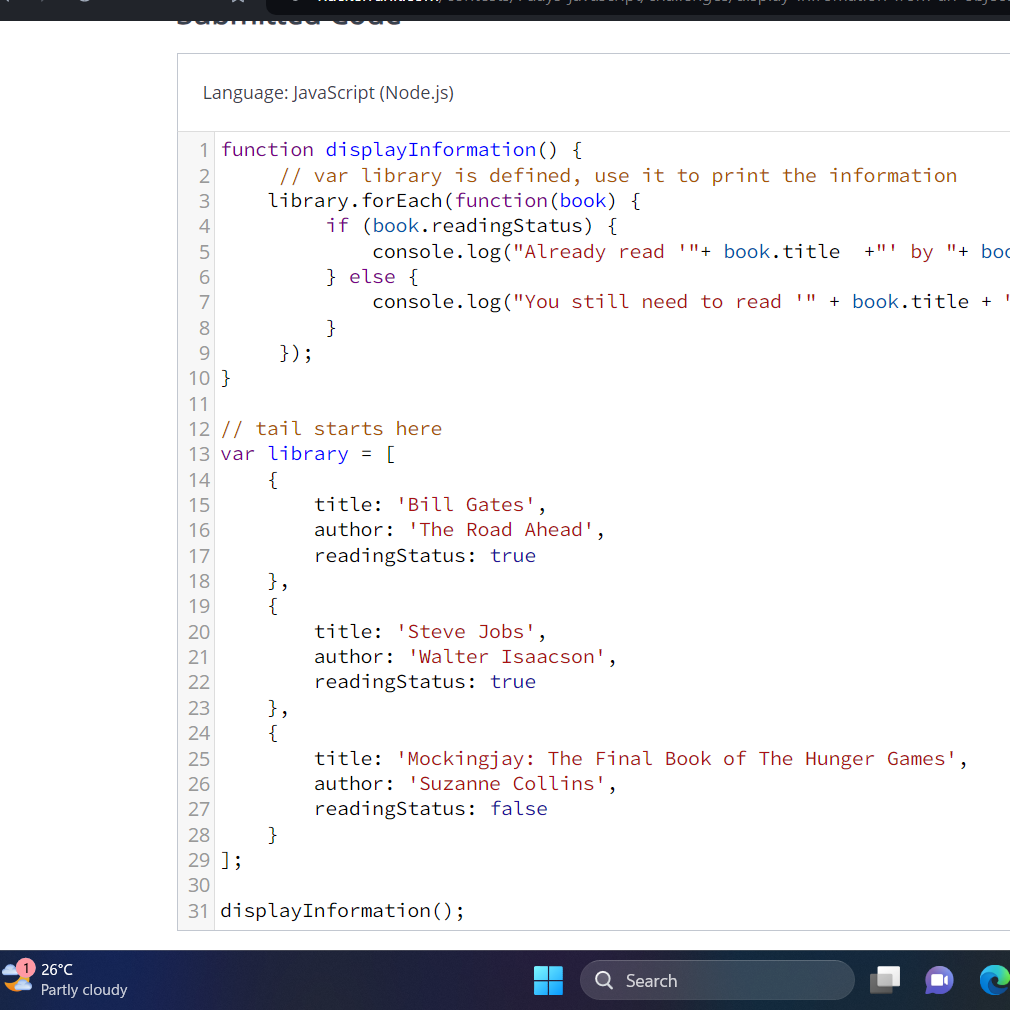 Submitted Code
Language: JavaScript (Node.js)
1 function displayInformation() {
2 // var library is defined, use it to print the information
3 library.forEach(function(book) {
4 if (book.readingStatus) {
5 console.log("Already read '"+ book.title +"' by "+
6 } else {
7 console.log("You still need to read '" + book.title +
8 }
9 });
10 }
11
12 // tail starts here
13 var library = [
14 {
15 title: 'Bill Gates',
16 author: 'The Road Ahead',
17 readingStatus: true
18 },
19 {
20 title: 'Steve Jobs',
21 author: 'Walter Isaacson',
22 readingStatus: true
23 },
24 {
25 title: 'Mockingjay: The Final Book of The Hunger Games',
26 author: 'Suzanne Collins',
27 readingStatus: false
28 }
29 ];
30
31 displayInformation();
1
26°C
Partly cloudy
Search